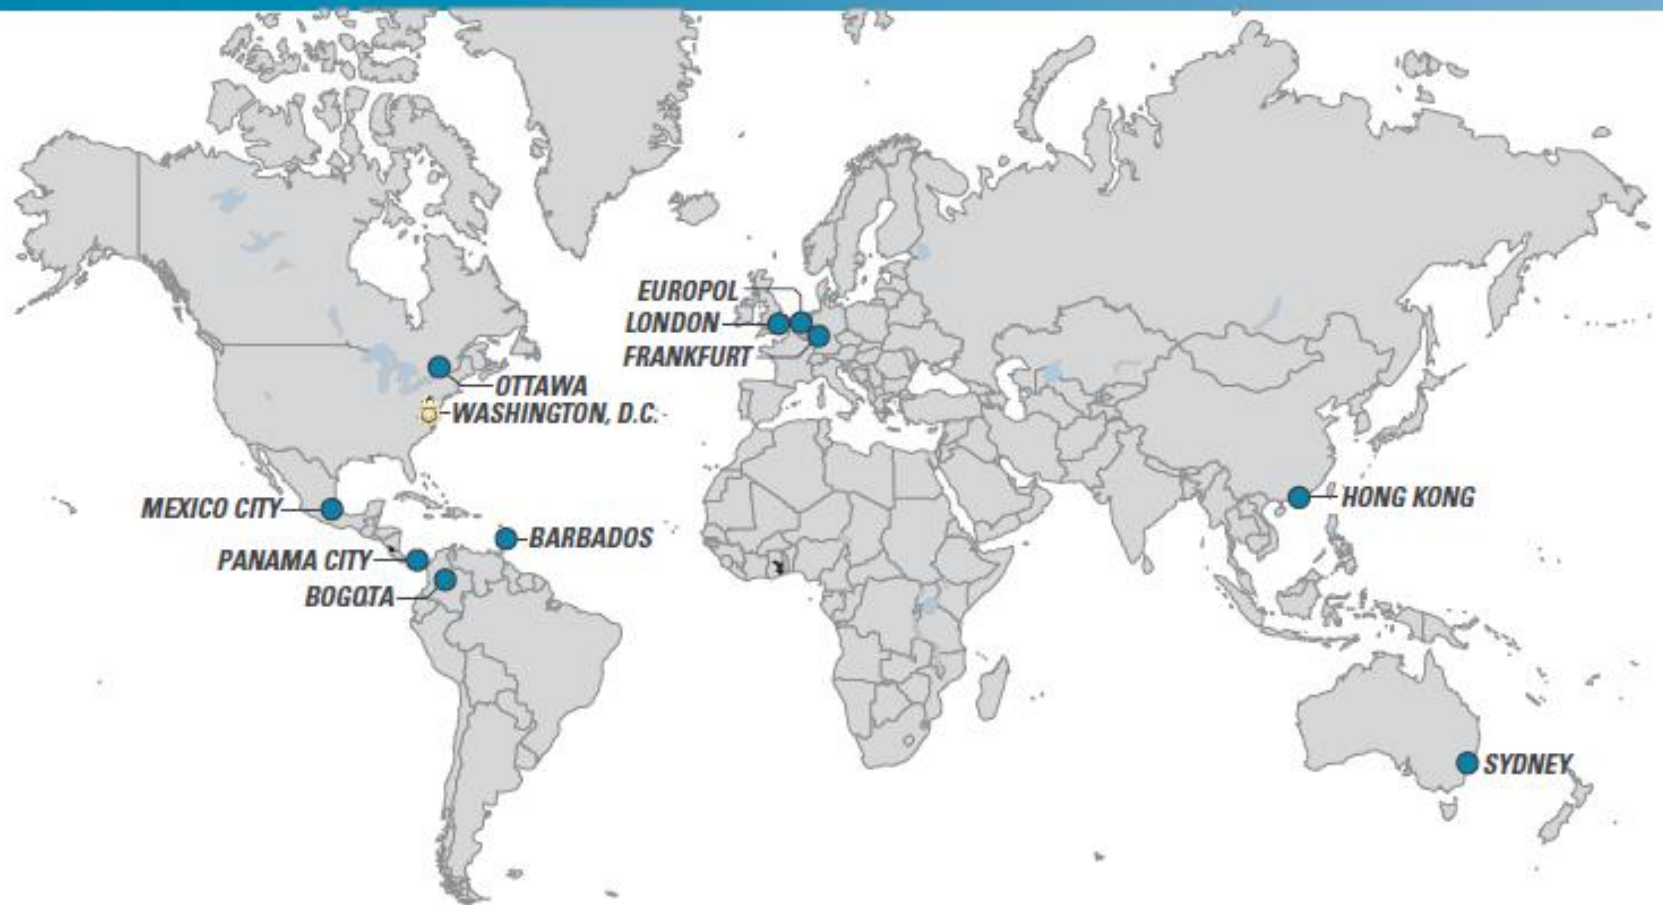 EUROPOL
LONDON
FRANKFURT
OTTAWA
WASHINGTON, D.C.
MEXICO CITY
HONG KONG
BARBADOS
PANAMA CITY
BOGOTA
SYDNEY